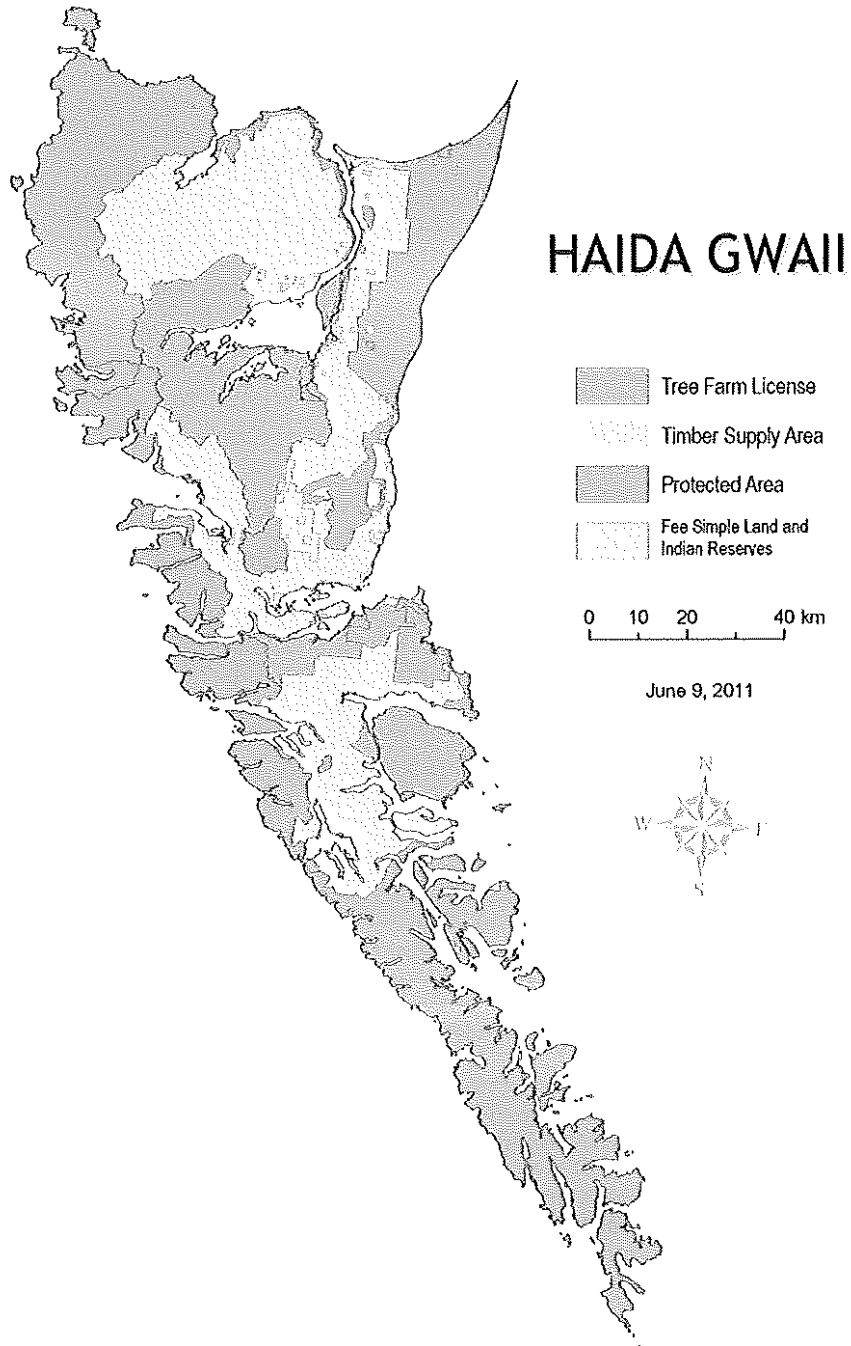 HAIDA GWAII
Tree Farm License
Timber Supply Area
Protected Area
Fee Simple Land and
Indian Reserves
0 10 20 40 km
June 9, 2011
N
W E
S